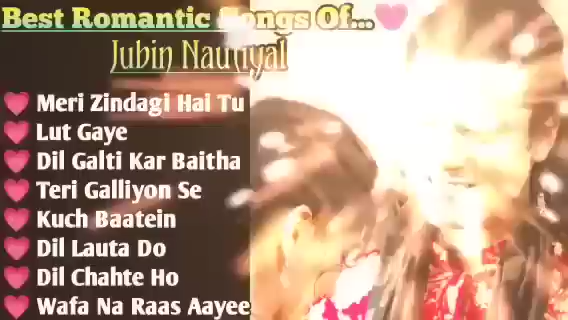 Best Romantic Songs Of...
Jubin Nautiyal
Meri Zindagi Hai Tu
Lut Gaye
Dil Galti Kar Baitha
Teri Galliyon Se
Kuch Baatein
Dil Lauta Do
Dil Chahte Ho
Wafa Na Raas Aayee